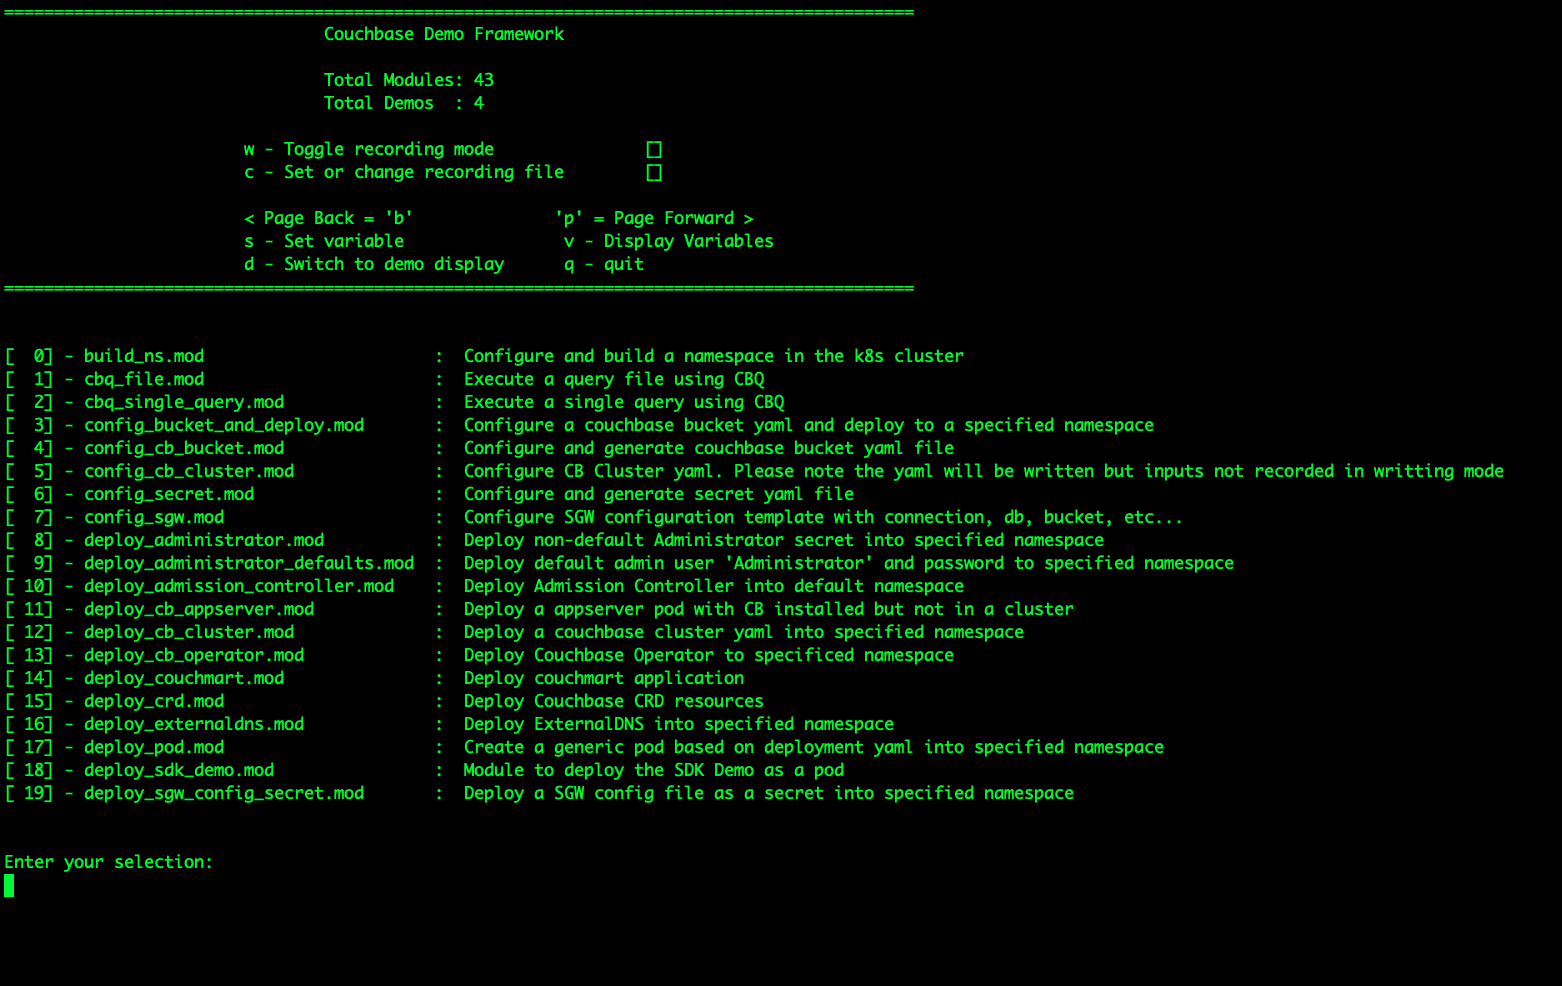 ===========================================================================================
Couchbase Demo Framework
Total Modules: 43
Total Demos  : 4
w - Toggle recording mode               []
c - Set or change recording file        []
< Page Back = 'b'              'p' = Page Forward >
s - Set variable                v - Display Variables
d - Switch to demo display      q - quit
===========================================================================================
[  0] - build_ns.mod                       :  Configure and build a namespace in the k8s cluster
[  1] - cbq_file.mod                       :  Execute a query file using CBQ
[  2] - cbq_single_query.mod               :  Execute a single query using CBQ
[  3] - config_bucket_and_deploy.mod       :  Configure a couchbase bucket yaml and deploy to a specified namespace
[  4] - config_cb_bucket.mod               :  Configure and generate couchbase bucket yaml file
[  5] - config_cb_cluster.mod              :  Configure CB Cluster yaml. Please note the yaml will be written but inputs not recorded in writting mode
[  6] - config_secret.mod                  :  Configure and generate secret yaml file
[  7] - config_sgw.mod                     :  Configure SGW configuration template with connection, db, bucket, etc...
[  8] - deploy_administrator.mod           :  Deploy non-default Administrator secret into specified namespace
[  9] - deploy_administrator_defaults.mod  :  Deploy default admin user 'Administrator' and password to specified namespace
[ 10] - deploy_admission_controller.mod    :  Deploy Admission Controller into default namespace
[ 11] - deploy_cb_appserver.mod            :  Deploy a appserver pod with CB installed but not in a cluster
[ 12] - deploy_cb_cluster.mod              :  Deploy a couchbase cluster yaml into specified namespace
[ 13] - deploy_cb_operator.mod             :  Deploy Couchbase Operator to specificed namespace
[ 14] - deploy_couchmart.mod               :  Deploy couchmart application
[ 15] - deploy_crd.mod                     :  Deploy Couchbase CRD resources
[ 16] - deploy_externaldns.mod             :  Deploy ExternalDNS into specified namespace
[ 17] - deploy_pod.mod                     :  Create a generic pod based on deployment yaml into specified namespace
[ 18] - deploy_sdk_demo.mod                :  Module to deploy the SDK Demo as a pod
[ 19] - deploy_sgw_config_secret.mod       :  Deploy a SGW config file as a secret into specified namespace
Enter your selection: